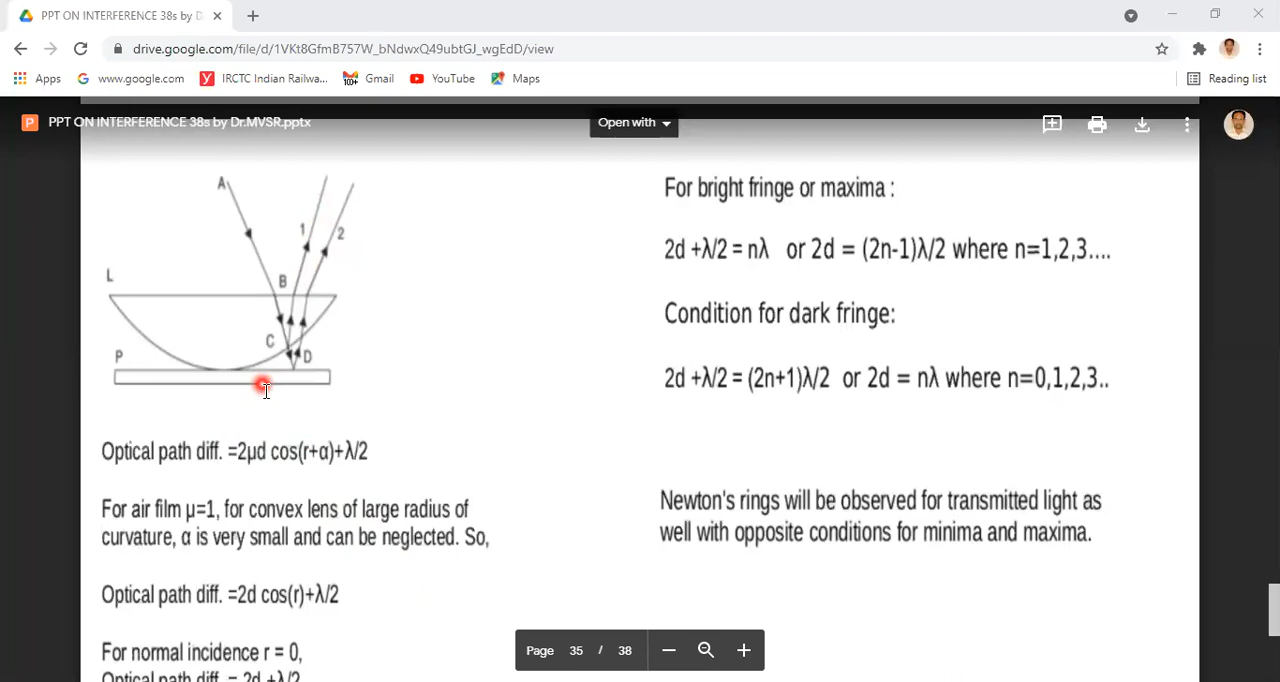 PPT ON INTERFERENCE 38s by D
drive.google.com/file/d/1VKt8GfmB757W_bNdwxQ49ubtGJ_wgEdD/view
Apps www.google.com IRCTC Indian Railwa... Gmail YouTube Maps Reading list
PPT ON INTERFERENCE 38s by Dr.MVSR.pptx Open with
A
1
2
L
B
C
P
D
Optical path diff. =2μd cos(r+α)+λ/2
For air film μ=1, for convex lens of large radius of
curvature, α is very small and can be neglected. So,
Optical path diff. =2d cos(r)+λ/2
For normal incidence r = 0,
Optical path diff. = 2d +λ/2
For bright fringe or maxima :
2d +λ/2 = nλ or 2d = (2n-1)λ/2 where n=1,2,3....
Condition for dark fringe:
2d +λ/2 = (2n+1)λ/2 or 2d = nλ where n=0,1,2,3..
Newton's rings will be observed for transmitted light as
well with opposite conditions for minima and maxima.
Page 35 / 38